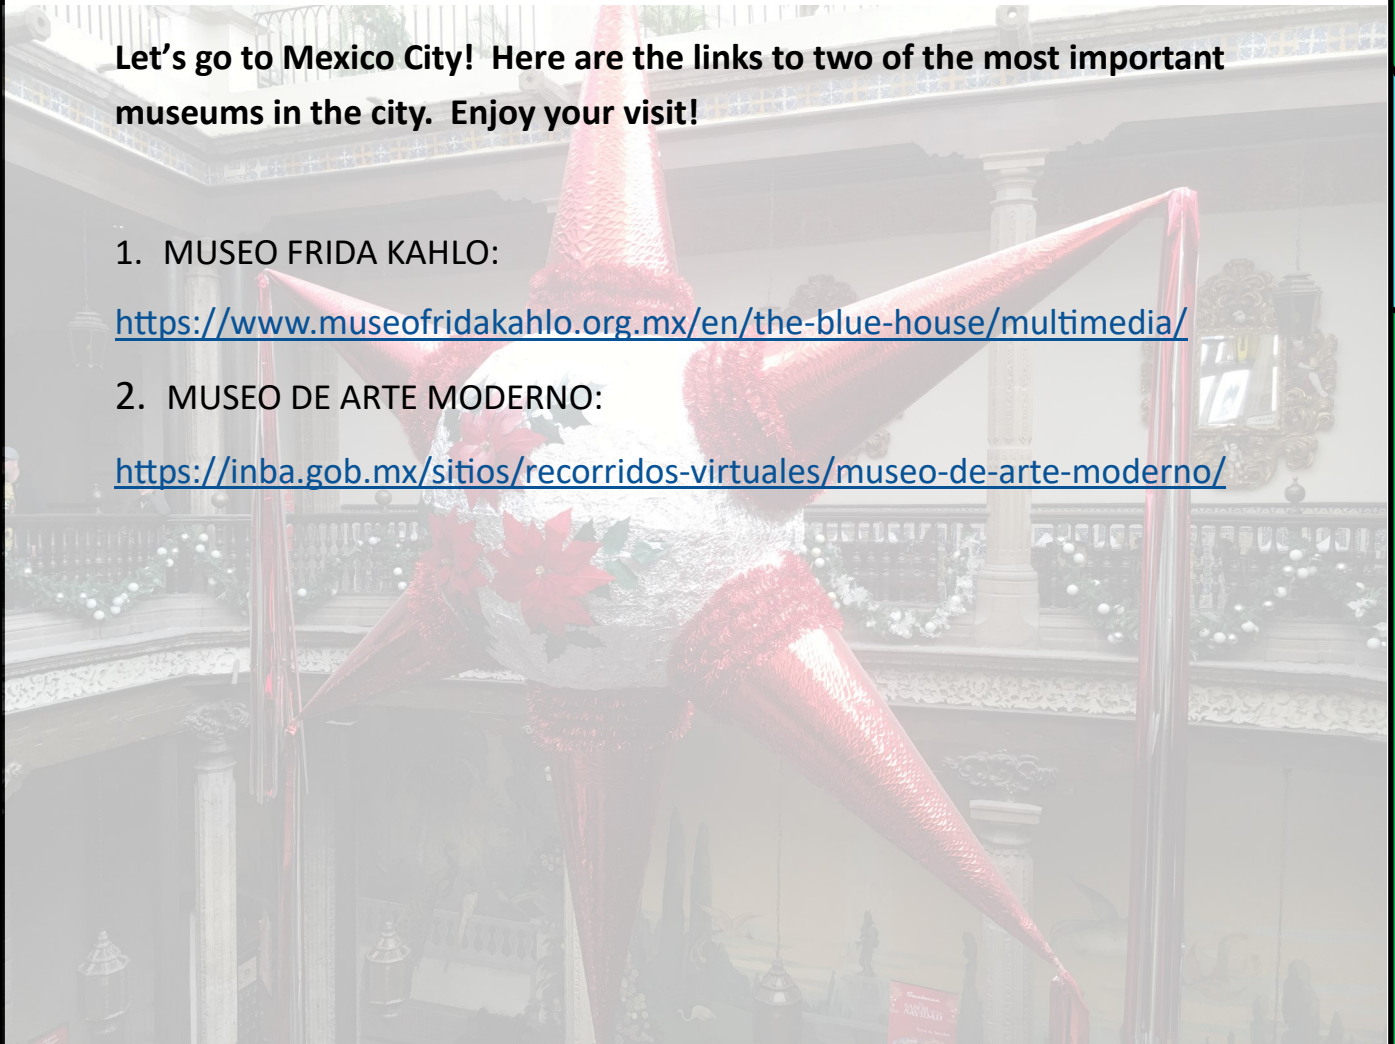 Let’s go to Mexico City!  Here are the links to two of the most important
museums in the city.  Enjoy your visit!
1.  MUSEO FRIDA KAHLO:
https://www.museofridakahlo.org.mx/en/the-blue-house/multimedia/
2.  MUSEO DE ARTE MODERNO:
https://inba.gob.mx/sitios/recorridos-virtuales/museo-de-arte-moderno/